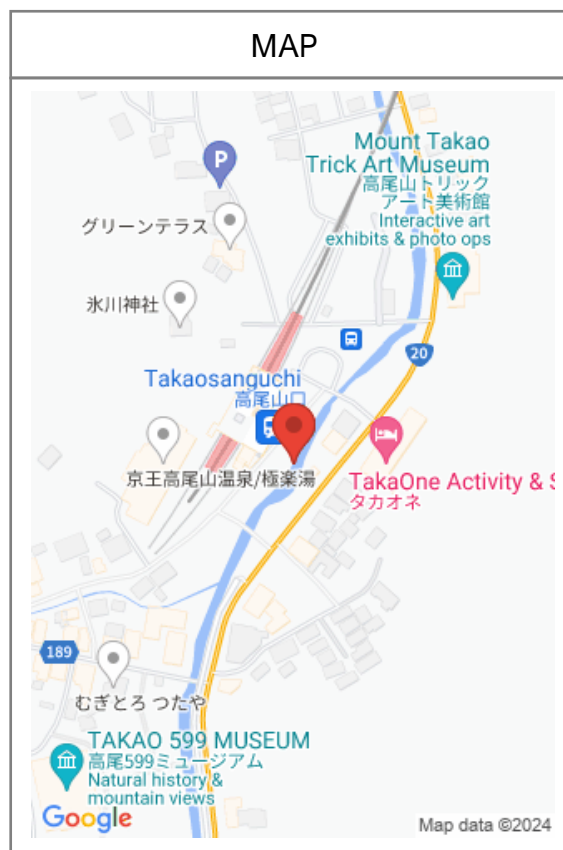 MAP
Mount Takao
Trick Art Museum
高尾山トリック
アート美術館
Interactive art
exhibits & photo ops
P
グリーンテラス
氷川神社
20
Takaosanguchi
高尾山口
京王高尾山温泉/極楽湯
TakaOne Activity & S
タカオネ
189
むぎとろ つたや
TAKAO 599 MUSEUM
高尾599ミュージアム
Natural history &
mountain views
Google
Map data ©2024